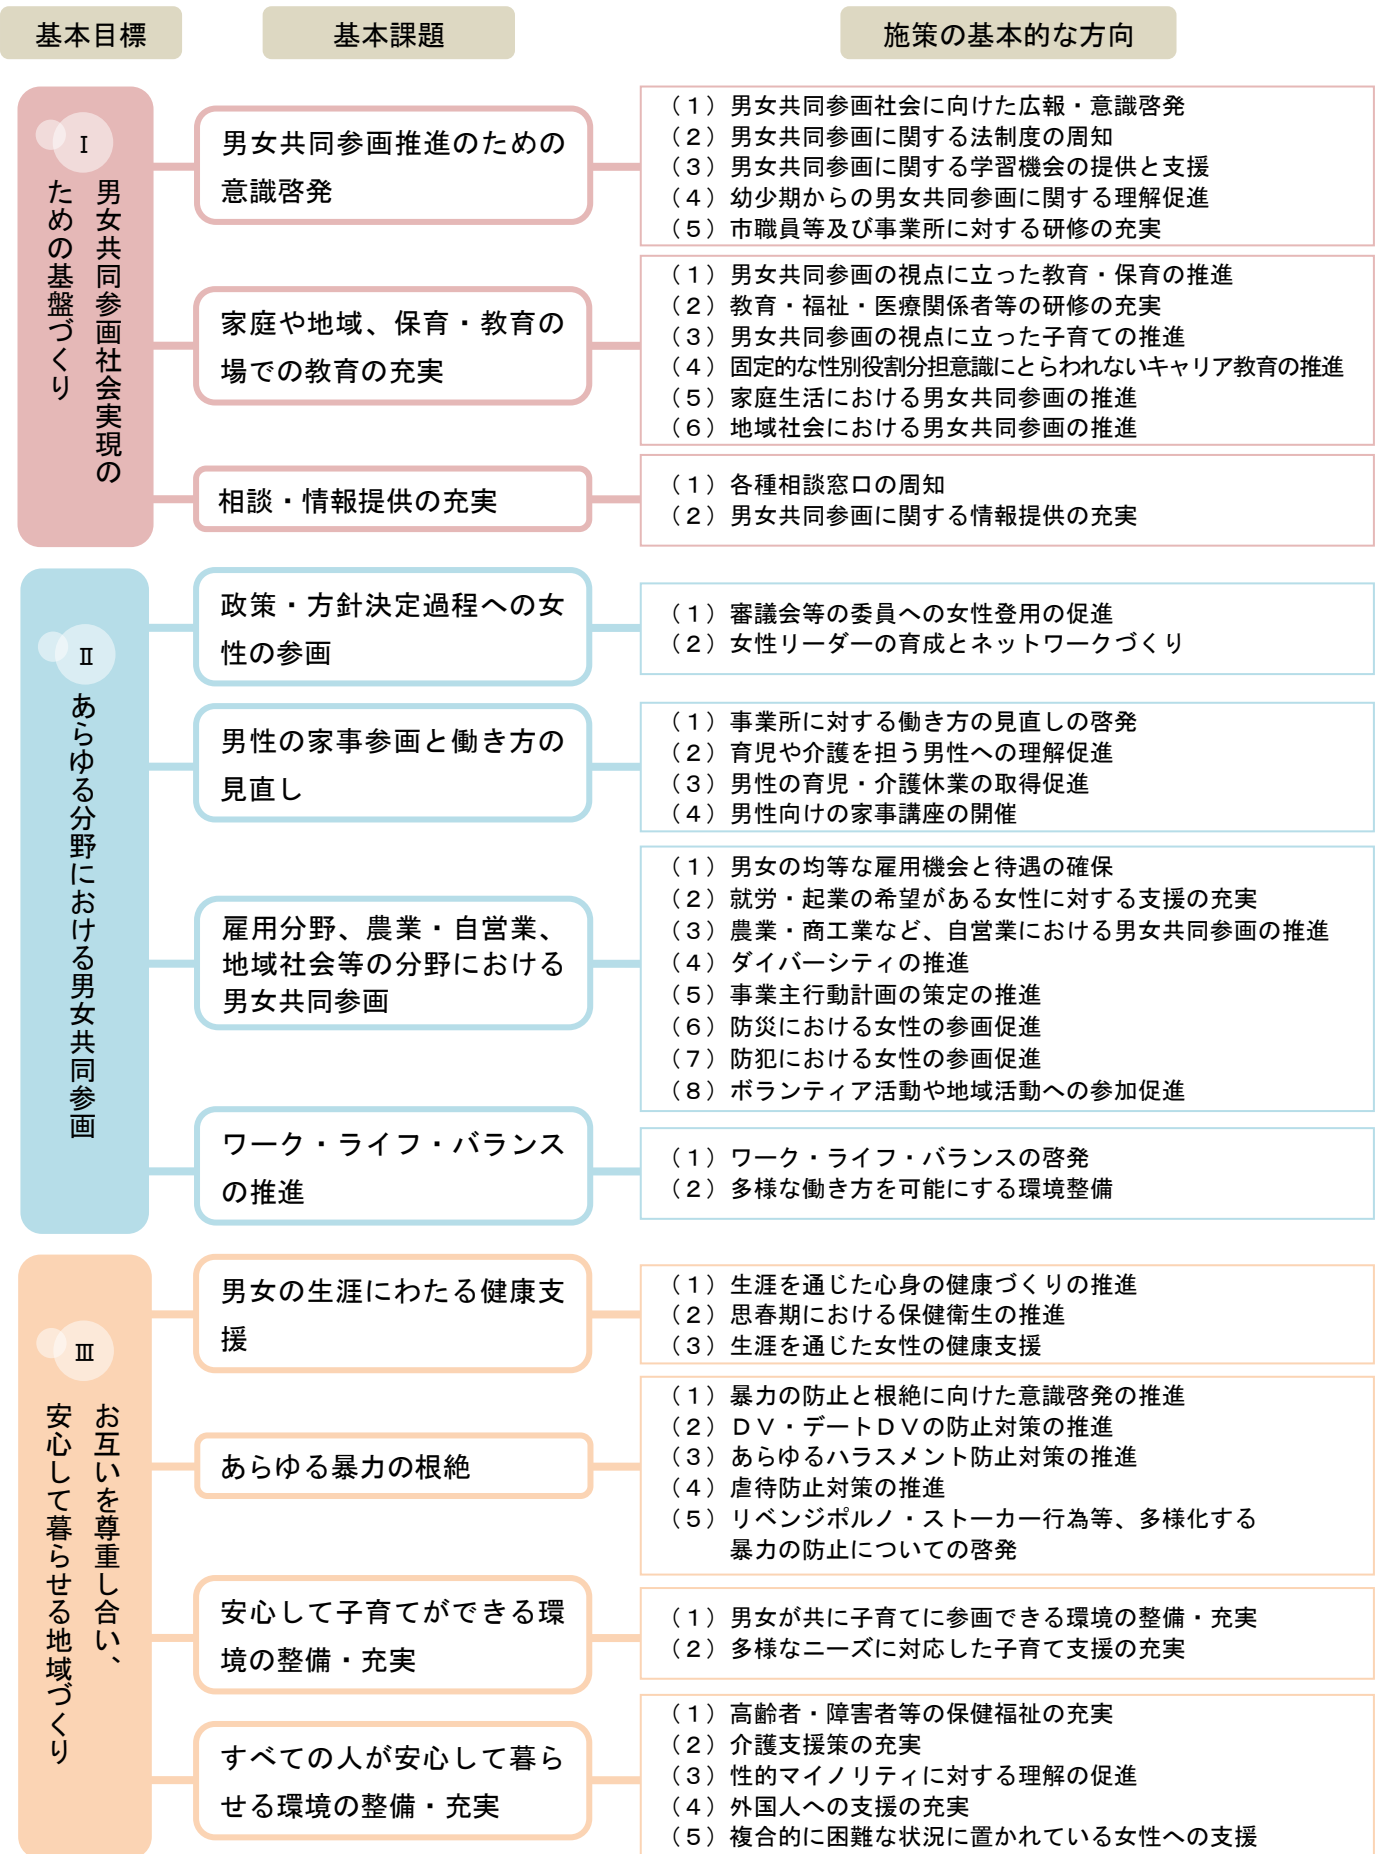 基本目標
基本課題
施策の基本的な方向
Ⅰ
男女共同参画社会実現の
ための基盤づくり
男女共同参画推進のための
意識啓発
（１）男女共同参画社会に向けた広報・意識啓発
（２）男女共同参画に関する法制度の周知
（３）男女共同参画に関する学習機会の提供と支援
（４）幼少期からの男女共同参画に関する理解促進
（５）市職員等及び事業所に対する研修の充実
家庭や地域、保育・教育の
場での教育の充実
（１）男女共同参画の視点に立った教育・保育の推進
（２）教育・福祉・医療関係者等の研修の充実
（３）男女共同参画の視点に立った子育ての推進
（４）固定的な性別役割分担意識にとらわれないキャリア教育の推進
（５）家庭生活における男女共同参画の推進
（６）地域社会における男女共同参画の推進
相談・情報提供の充実
（１）各種相談窓口の周知
（２）男女共同参画に関する情報提供の充実
Ⅱ
あらゆる分野における男女共同参画
政策・方針決定過程への女
性の参画
（１）審議会等の委員への女性登用の促進
（２）女性リーダーの育成とネットワークづくり
男性の家事参画と働き方の
見直し
（１）事業所に対する働き方の見直しの啓発
（２）育児や介護を担う男性への理解促進
（３）男性の育児・介護休業の取得促進
（４）男性向けの家事講座の開催
雇用分野、農業・自営業、
地域社会等の分野における
男女共同参画
（１）男女の均等な雇用機会と待遇の確保
（２）就労・起業の希望がある女性に対する支援の充実
（３）農業・商工業など、自営業における男女共同参画の推進
（４）ダイバーシティの推進
（５）事業主行動計画の策定の推進
（６）防災における女性の参画促進
（７）防犯における女性の参画促進
（８）ボランティア活動や地域活動への参加促進
ワーク・ライフ・バランス
の推進
（１）ワーク・ライフ・バランスの啓発
（２）多様な働き方を可能にする環境整備
Ⅲ
お互いを尊重し合い、
安心して暮らせる地域づくり
男女の生涯にわたる健康支
援
（１）生涯を通じた心身の健康づくりの推進
（２）思春期における保健衛生の推進
（３）生涯を通じた女性の健康支援
あらゆる暴力の根絶
（１）暴力の防止と根絶に向けた意識啓発の推進
（２）ＤＶ・デートＤＶの防止対策の推進
（３）あらゆるハラスメント防止対策の推進
（４）虐待防止対策の推進
（５）リベンジポルノ・ストーカー行為等、多様化する
暴力の防止についての啓発
安心して子育てができる環
境の整備・充実
（１）男女が共に子育てに参画できる環境の整備・充実
（２）多様なニーズに対応した子育て支援の充実
すべての人が安心して暮ら
せる環境の整備・充実
（１）高齢者・障害者等の保健福祉の充実
（２）介護支援策の充実
（３）性的マイノリティに対する理解の促進
（４）外国人への支援の充実
（５）複合的に困難な状況に置かれている女性への支援